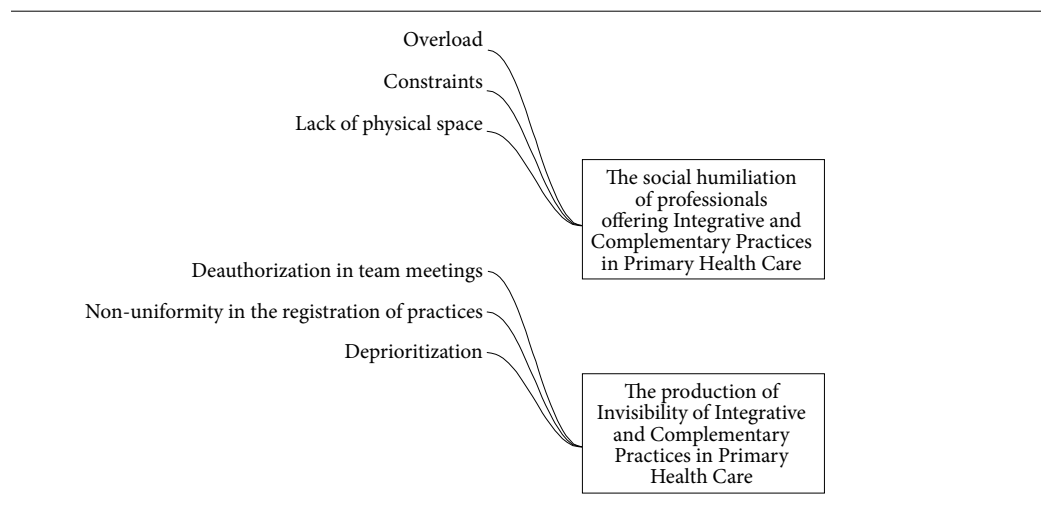 Overload
Constraints
Lack of physical space
The social humiliation
of professionals
offering Integrative and
Complementary Practices
in Primary Health Care
Deauthorization in team meetings
Non-uniformity in the registration of practices
Deprioritization
The production of
Invisibility of Integrative
and Complementary
Practices in Primary
Health Care